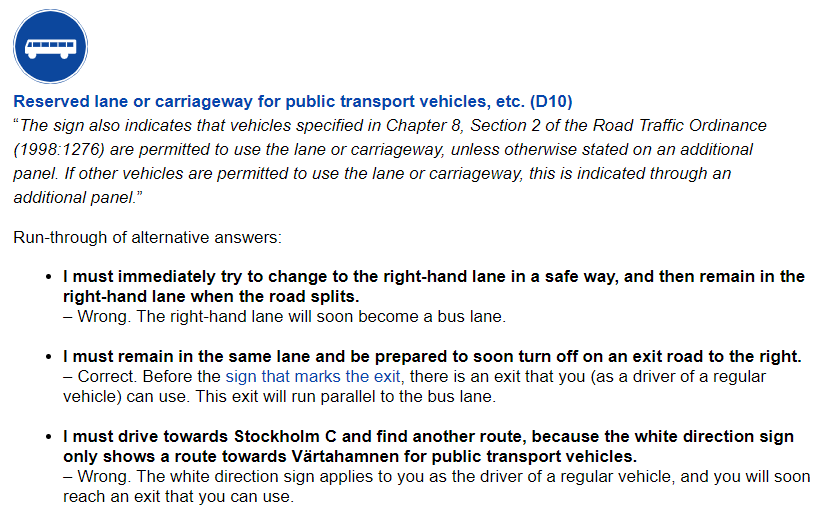 Reserved lane or carriageway for public transport vehicles, etc. (D10)
“The sign also indicates that vehicles specified in Chapter 8, Section 2 of the Road Traffic Ordinance
(1998:1276) are permitted to use the lane or carriageway, unless otherwise stated on an additional
panel. If other vehicles are permitted to use the lane or carriageway, this is indicated through an
additional panel.”
Run-through of alternative answers:
• I must immediately try to change to the right-hand lane in a safe way, and then remain in the
right-hand lane when the road splits.
– Wrong. The right-hand lane will soon become a bus lane.
• I must remain in the same lane and be prepared to soon turn off on an exit road to the right.
– Correct. Before the sign that marks the exit, there is an exit that you (as a driver of a regular
vehicle) can use. This exit will run parallel to the bus lane.
• I must drive towards Stockholm C and find another route, because the white direction sign
only shows a route towards Värtahamnen for public transport vehicles.
– Wrong. The white direction sign applies to you as the driver of a regular vehicle, and you will soon
reach an exit that you can use.